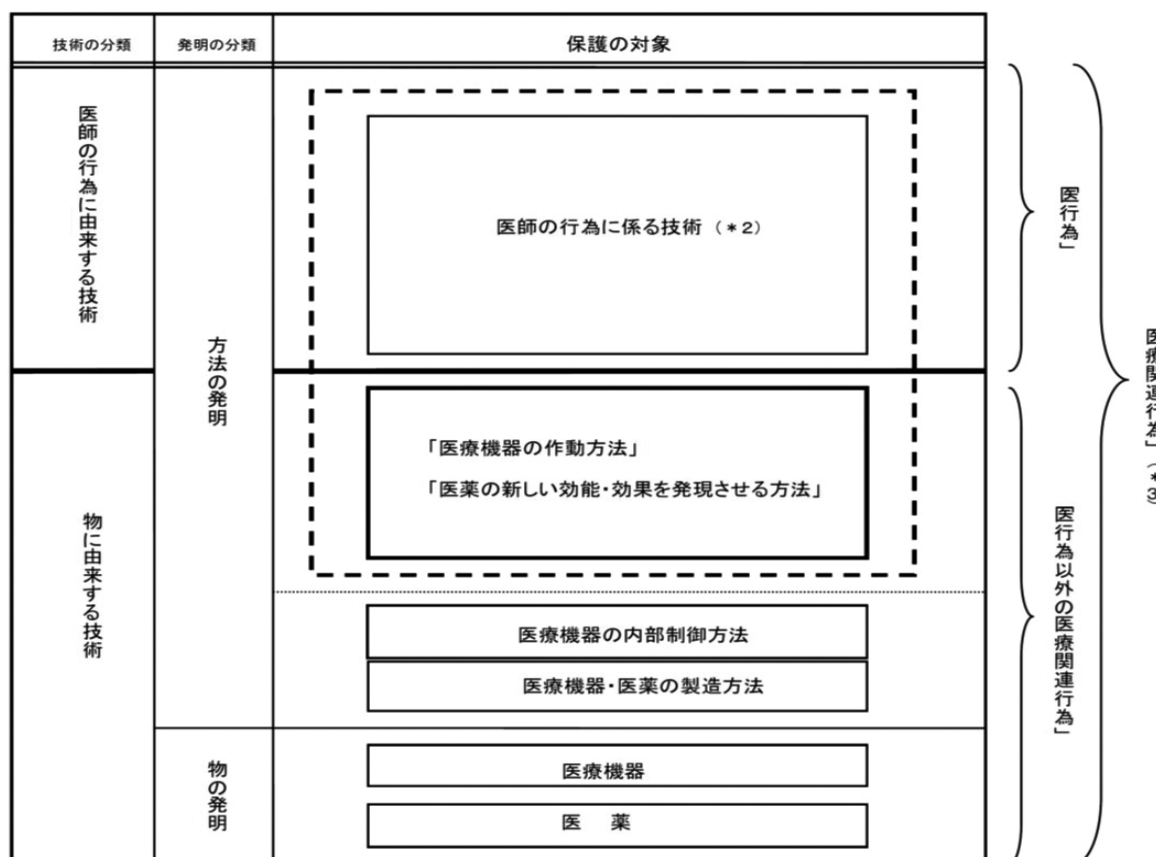 技術の分類
発明の分類
保護の対象
医師の行為に由来する技術
方法の発明
医師の行為に係る技術（＊２）
医行為」
医療関連行為」（＊３）
物に由来する技術
「医療機器の作動方法」
「医薬の新しい効能・効果を発現させる方法」
医行為以外の医療関連行為」
医療機器の内部制御方法
医療機器・医薬の製造方法
物の発明
医療機器
医　薬